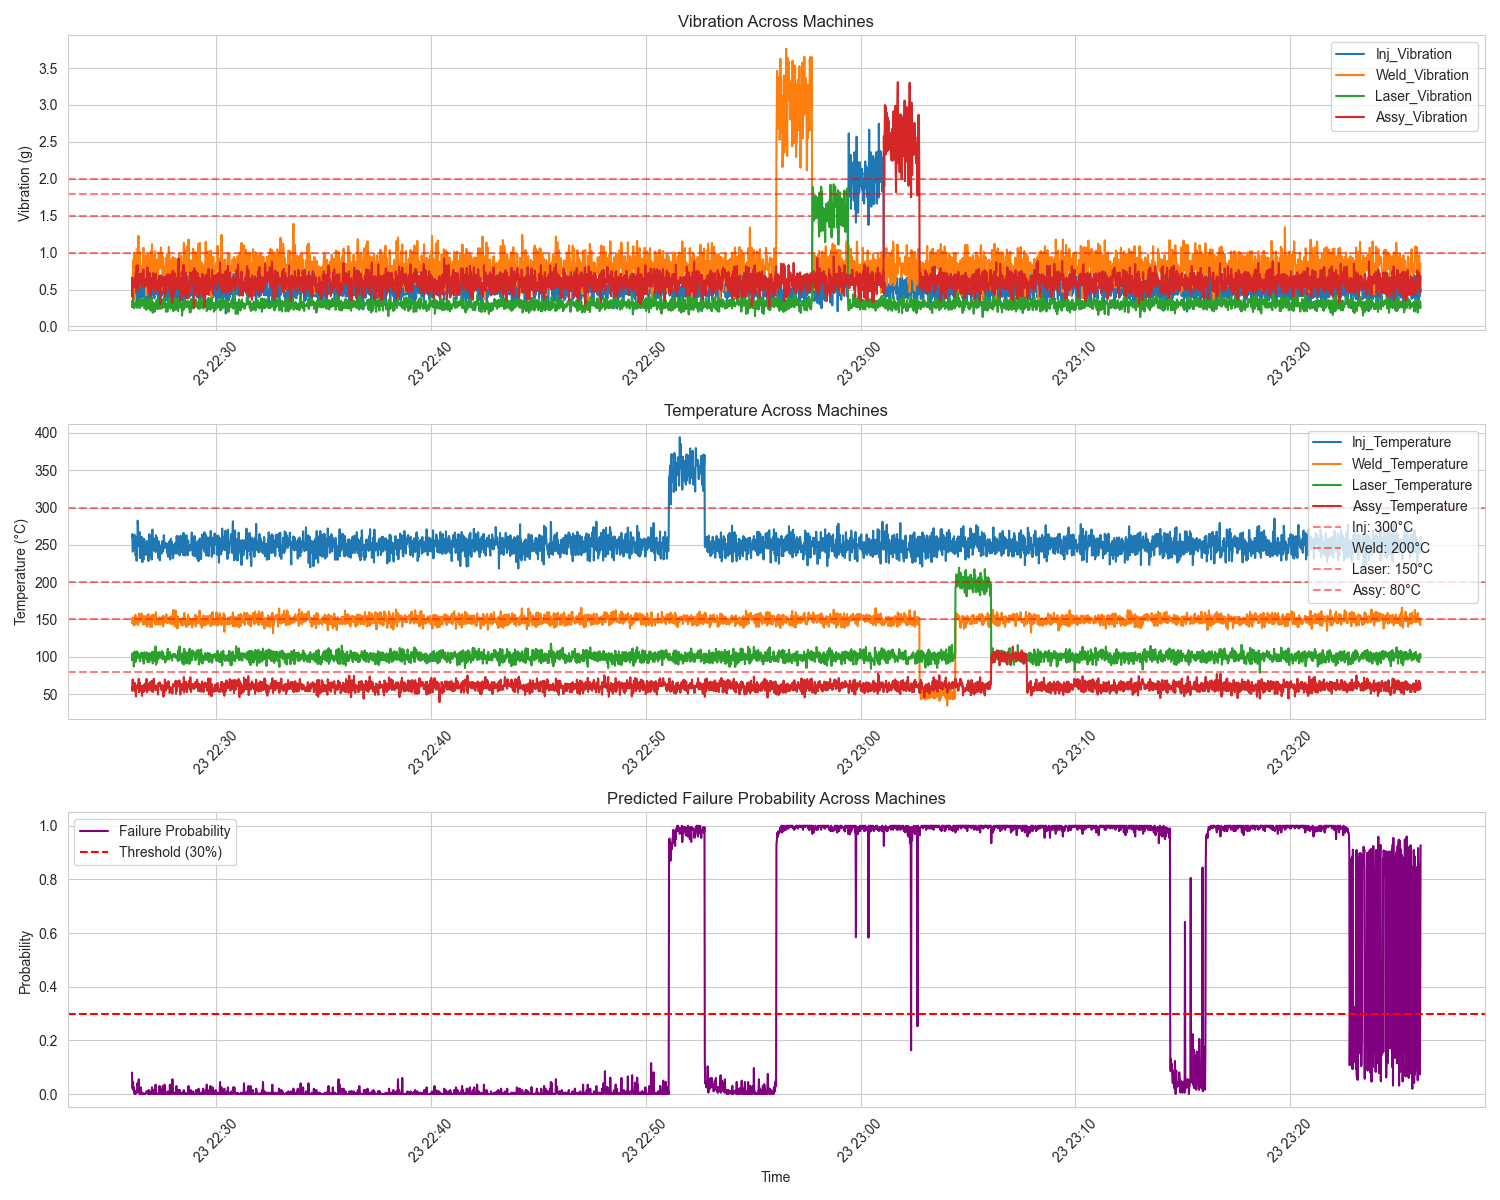 Vibration Across Machines
Vibration (g)
3.5
3.0
2.5
2.0
1.5
1.0
0.5
0.0
Inj_Vibration
Weld_Vibration
Laser_Vibration
Assy_Vibration
23 22:30
23 22:40
23 22:50
23 23:00
23 23:10
23 23:20
Temperature Across Machines
Temperature (°C)
400
350
300
250
200
150
100
50
Inj_Temperature
Weld_Temperature
Laser_Temperature
Assy_Temperature
Inj: 300°C
Weld: 200°C
Laser: 150°C
Assy: 80°C
23 22:30
23 22:40
23 22:50
23 23:00
23 23:10
23 23:20
Predicted Failure Probability Across Machines
Probability
1.0
0.8
0.6
0.4
0.2
0.0
Failure Probability
Threshold (30%)
23 22:30
23 22:40
23 22:50
23 23:00
23 23:10
23 23:20
Time